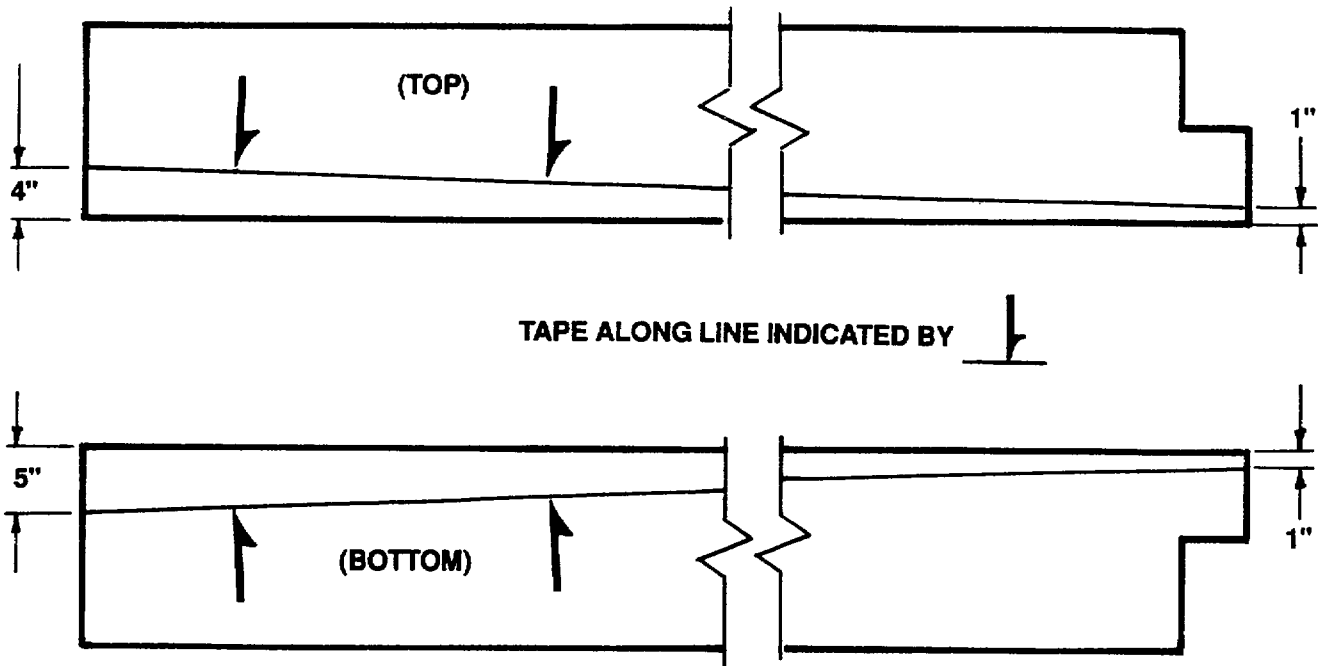 (TOP)
1"
4"
TAPE ALONG LINE INDICATED BY
5"
(BOTTOM)
1"